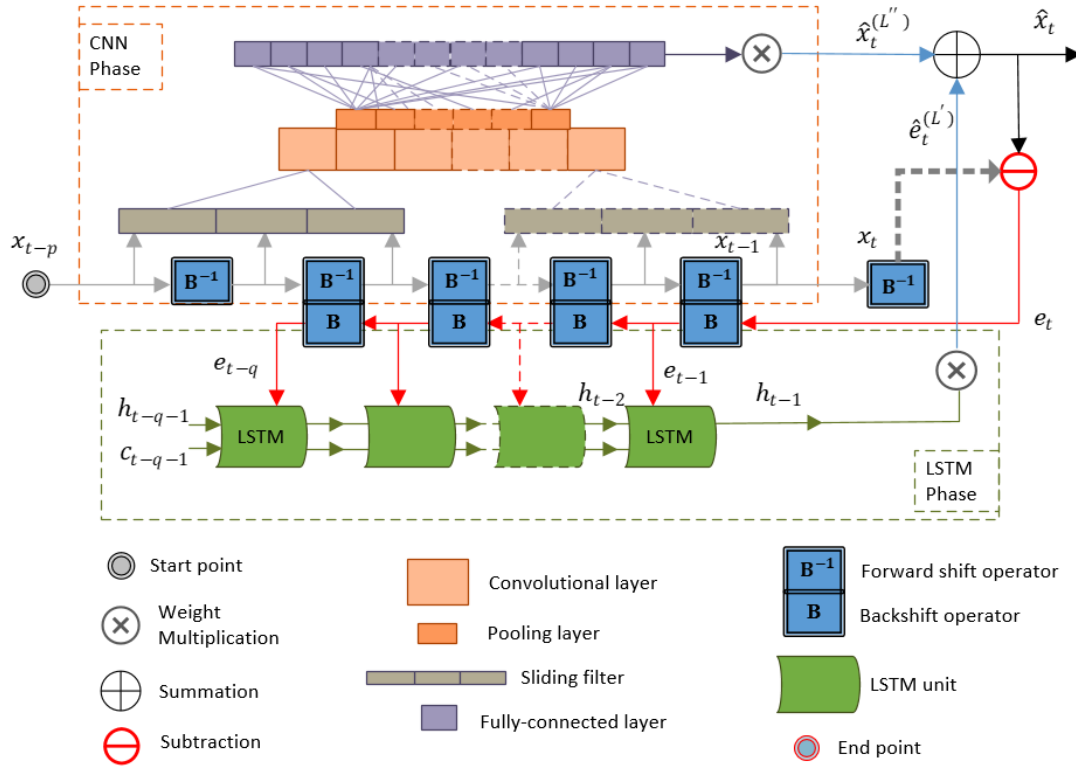 CNN
Phase
x̂_t^(L'')
x̂_t
ê_t^(L')
x_{t−p}
x_{t−1}
x_t
B⁻¹
B⁻¹
B⁻¹
B⁻¹
B⁻¹
B⁻¹
B
B
B
B
e_t
e_{t−q}
e_{t−1}
h_{t−q−1}
h_{t−2}
h_{t−1}
LSTM
LSTM
c_{t−q−1}
LSTM
Phase
Start point
Weight
Multiplication
Summation
Subtraction
Convolutional layer
Pooling layer
Sliding filter
Fully-connected layer
B⁻¹
Forward shift operator
B
Backshift operator
LSTM unit
End point